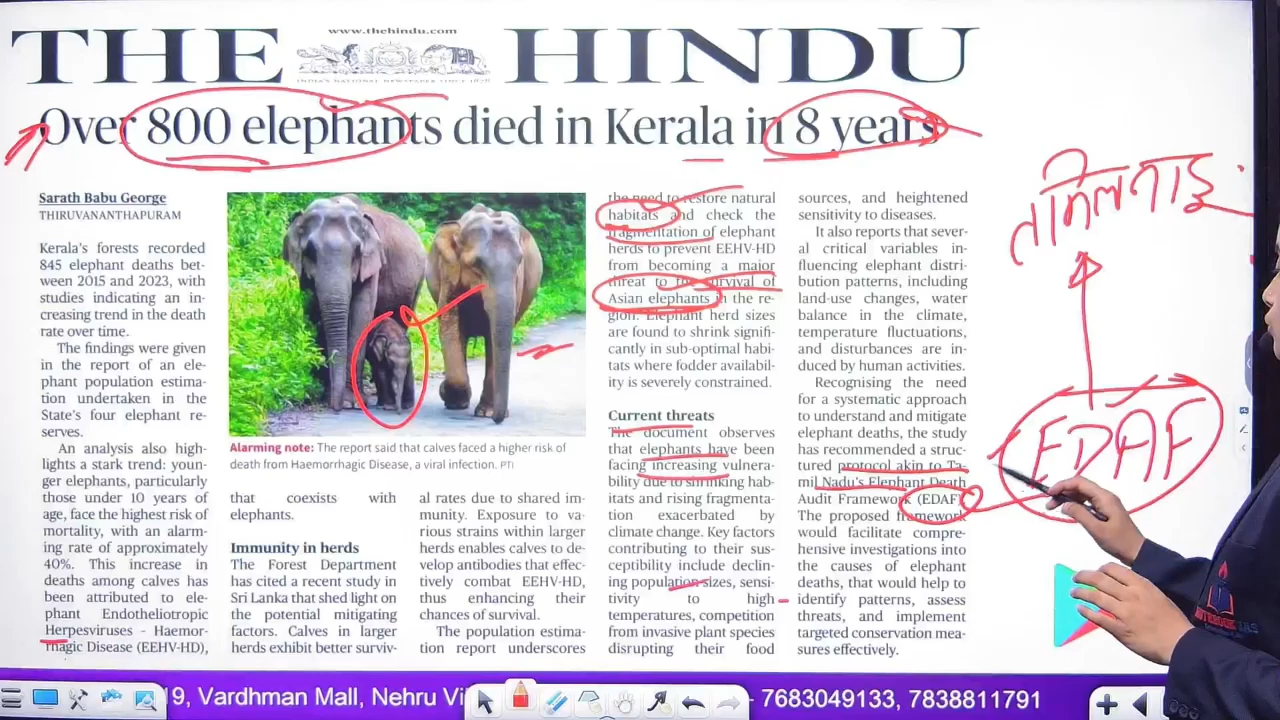 www.thehindu.com
THE HINDU
INDIA'S NATIONAL NEWSPAPER SINCE 1878
Over 800 elephants died in Kerala in 8 years
Sarath Babu George
THIRUVANANTHAPURAM
Kerala's forests recorded
845 elephant deaths bet-
ween 2015 and 2023, with
studies indicating an in-
creasing trend in the death
rate over time.
The findings were given
in the report of an ele-
phant population estima-
tion undertaken in the
State's four elephant re-
serves.
An analysis also high-
lights a stark trend: youn-
ger elephants, particularly
those under 10 years of
age, face the highest risk of
mortality, with an alarm-
ing rate of approximately
40%. This increase in
deaths among calves has
been attributed to ele-
phant Endotheliotropic
Herpesviruses - Haemor-
rhagic Disease (EEHV-HD),
Alarming note: The report said that calves faced a higher risk of
death from Haemorrhagic Disease, a viral infection. PTI
that coexists with
elephants.
Immunity in herds
The Forest Department
has cited a recent study in
Sri Lanka that shed light on
the potential mitigating
factors. Calves in larger
herds exhibit better surviv-
al rates due to shared im-
munity. Exposure to va-
rious strains within larger
herds enables calves to de-
velop antibodies that effec-
tively combat EEHV-HD,
thus enhancing their
chances of survival.
The population estima-
tion report underscores
the need to restore natural
habitats and check the
fragmentation of elephant
herds to prevent EEHV-HD
from becoming a major
threat to the survival of
Asian elephants in the re-
gion. Elephant herd sizes
are found to shrink signifi-
cantly in sub-optimal habi-
tats where fodder availabil-
ity is severely constrained.
Current threats
The document observes
that elephants have been
facing increasing vulnera-
bility due to shrinking hab-
itats and rising fragmenta-
tion exacerbated by
climate change. Key factors
contributing to their sus-
ceptibility include declin-
ing population sizes, sensi-
tivity to high
temperatures, competition
from invasive plant species
disrupting their food
sources, and heightened
sensitivity to diseases.
It also reports that sever-
al critical variables in-
fluencing elephant distri-
bution patterns, including
land-use changes, water
balance in the climate,
temperature fluctuations,
and disturbances are in-
duced by human activities.
Recognising the need
for a systematic approach
to understand and mitigate
elephant deaths, the study
has recommended a struc-
tured protocol akin to Ta-
mil Nadu's Elephant Death
Audit Framework (EDAF).
The proposed framework
would facilitate compre-
hensive investigations into
the causes of elephant
deaths, that would help to
identify patterns, assess
threats, and implement
targeted conservation mea-
sures effectively.
तमिलनाडु
EDAF
19, Vardhman Mall, Nehru Vi
- 7683049133, 7838811791